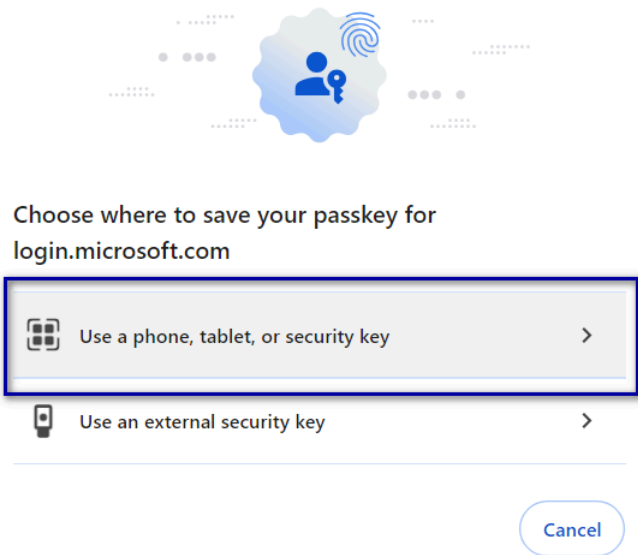 Choose where to save your passkey for
login.microsoft.com
Use a phone, tablet, or security key
Use an external security key
Cancel